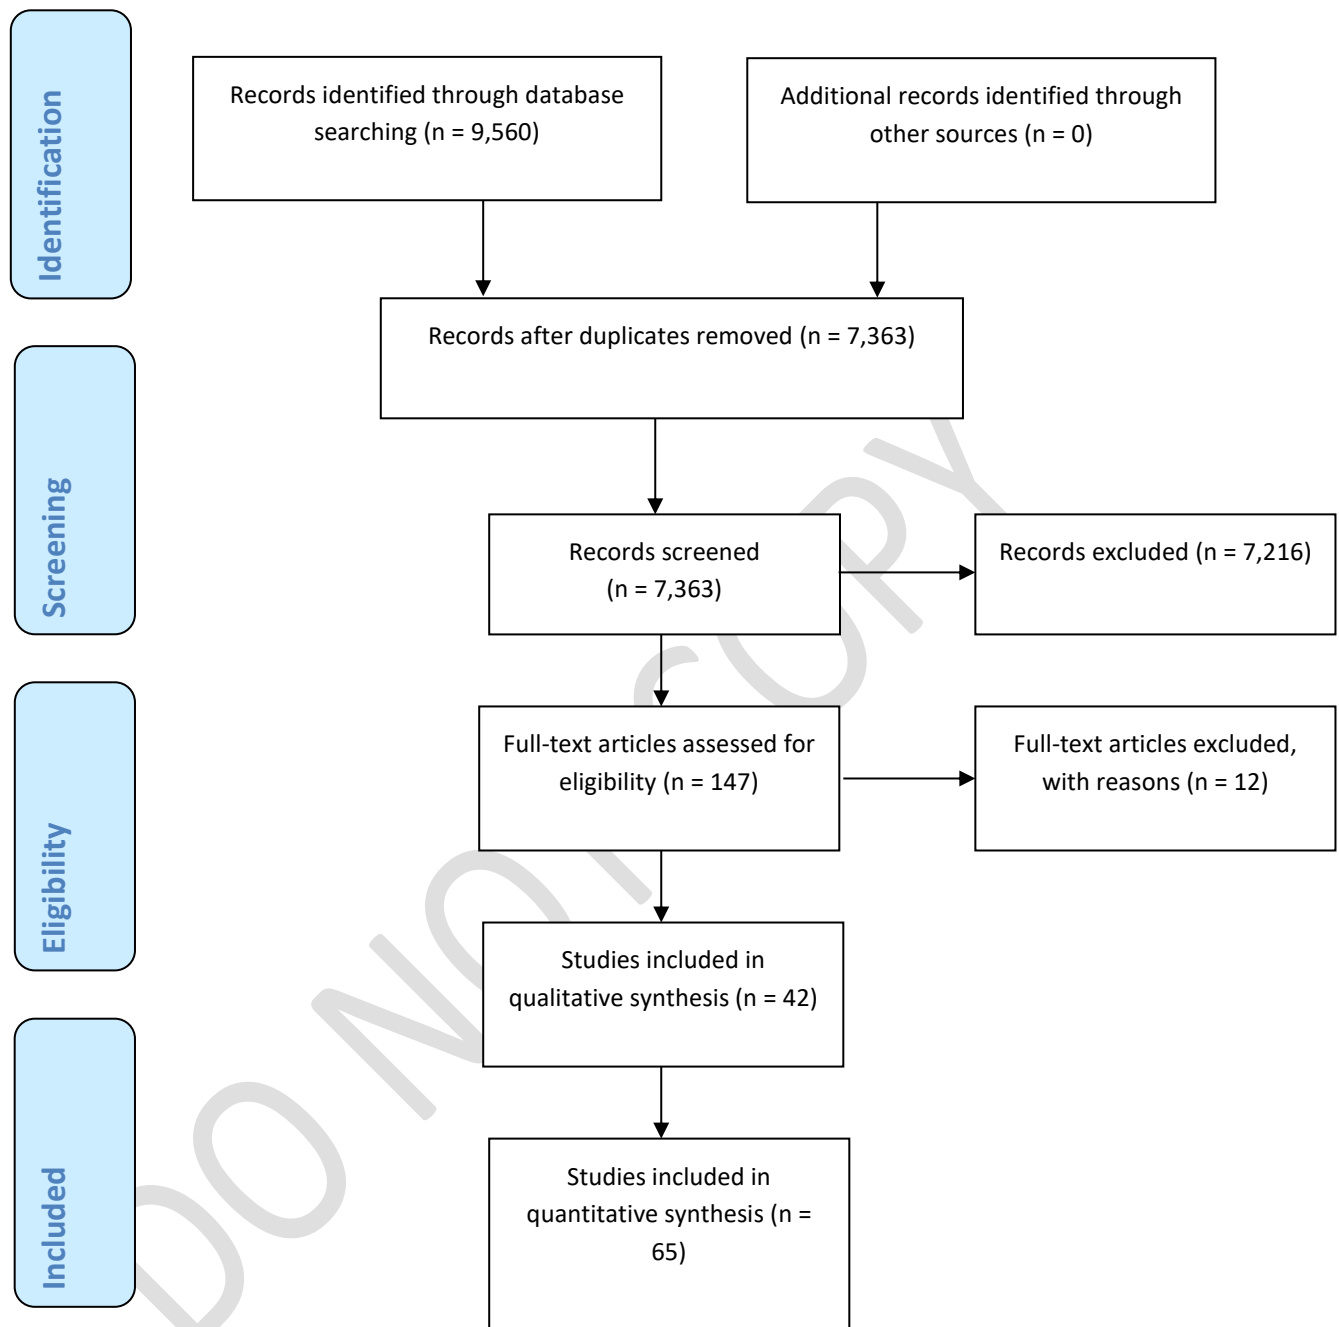 Identification
Records identified through database
searching (n = 9,560)
Additional records identified through
other sources (n = 0)
Records after duplicates removed (n = 7,363)
Screening
Records screened
(n = 7,363)
Records excluded (n = 7,216)
Eligibility
Full-text articles assessed for
eligibility (n = 147)
Full-text articles excluded,
with reasons (n = 12)
Studies included in
qualitative synthesis (n = 42)
Included
Studies included in
quantitative synthesis (n =
65)
DO NOT COPY